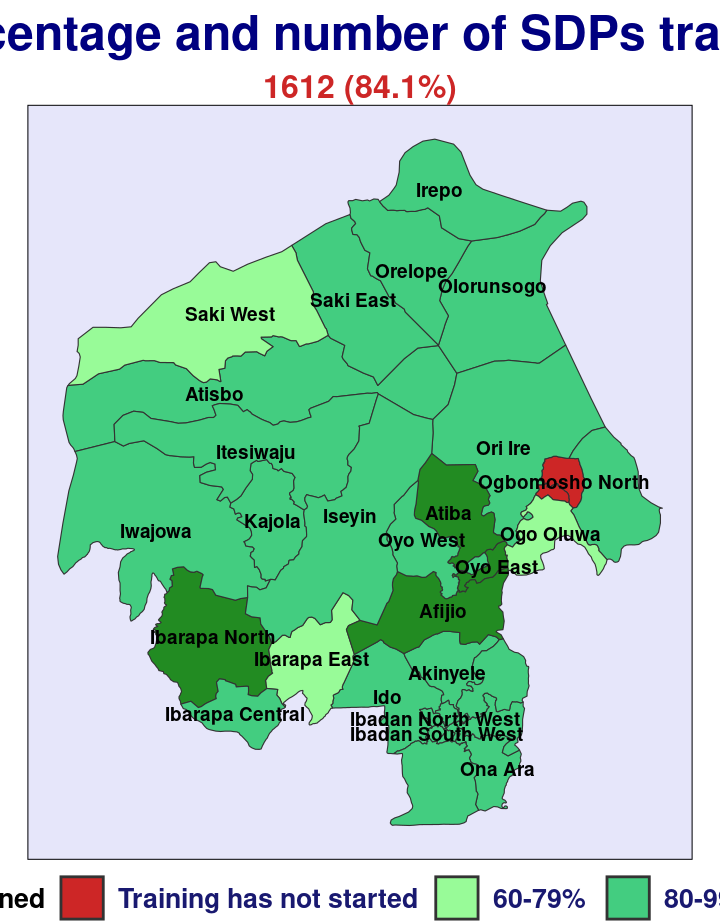 centage and number of SDPs tra
1612 (84.1%)
Irepo
Orelope
Olorunsogo
Saki East
Saki West
Atisbo
Ori Ire
Itesiwaju
Ogbomosho North
Atiba
Iseyin
Kajola
Iwajowa
Ogo Oluwa
Oyo West
Oyo East
Afijio
Ibarapa North
Ibarapa East
Akinyele
Ido
Ibarapa Central
Ibadan North West
Ibadan South West
Ona Ara
ned Training has not started 60-79% 80-9